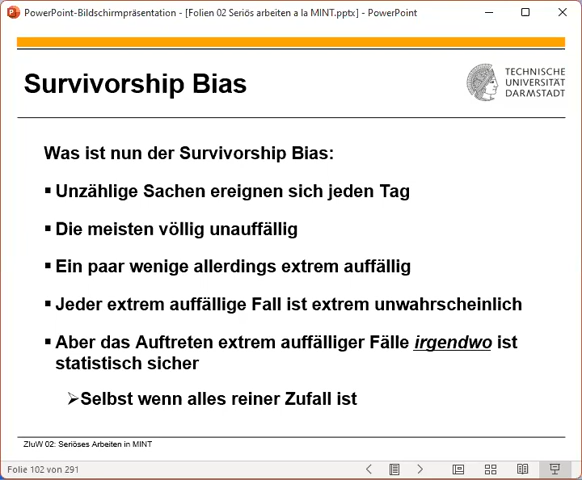 PowerPoint-Bildschirmpräsentation - [Folien 02 Seriös arbeiten a la MINT.pptx] - PowerPoint
Survivorship Bias
TECHNISCHE
UNIVERSITÄT
DARMSTADT
Was ist nun der Survivorship Bias:
▪ Unzählige Sachen ereignen sich jeden Tag
▪ Die meisten völlig unauffällig
▪ Ein paar wenige allerdings extrem auffällig
▪ Jeder extrem auffällige Fall ist extrem unwahrscheinlich
▪ Aber das Auftreten extrem auffälliger Fälle irgendwo ist
statistisch sicher
➢ Selbst wenn alles reiner Zufall ist
ZIuW 02: Seriöses Arbeiten in MINT
Folie 102 von 291